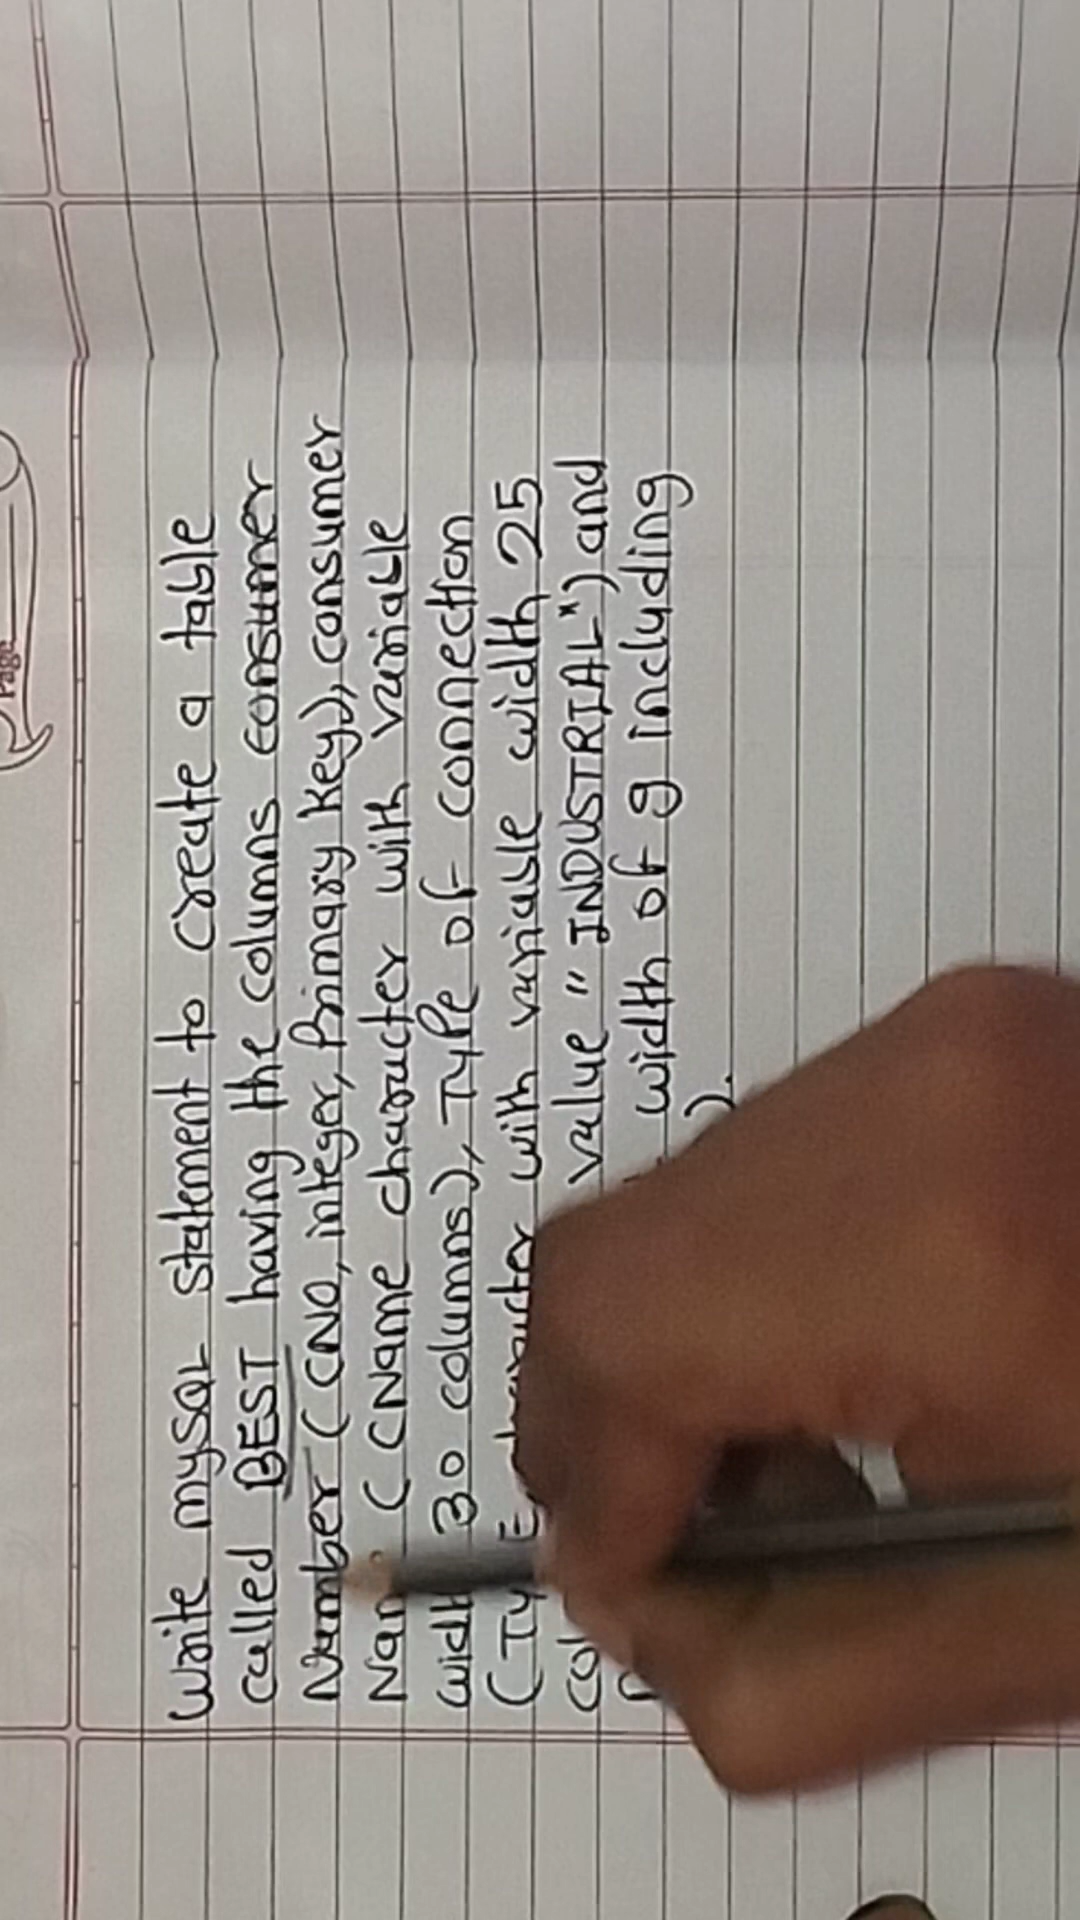 Page
Write mysQL statement to create a table
called BEST having the columns consumer
Number (CNO, integer, Primary Key), consumer
(CName character with variable
30 columns), Type of connection
with variable width 25
value "INDUSTRIAL") and
width of 9 including
).